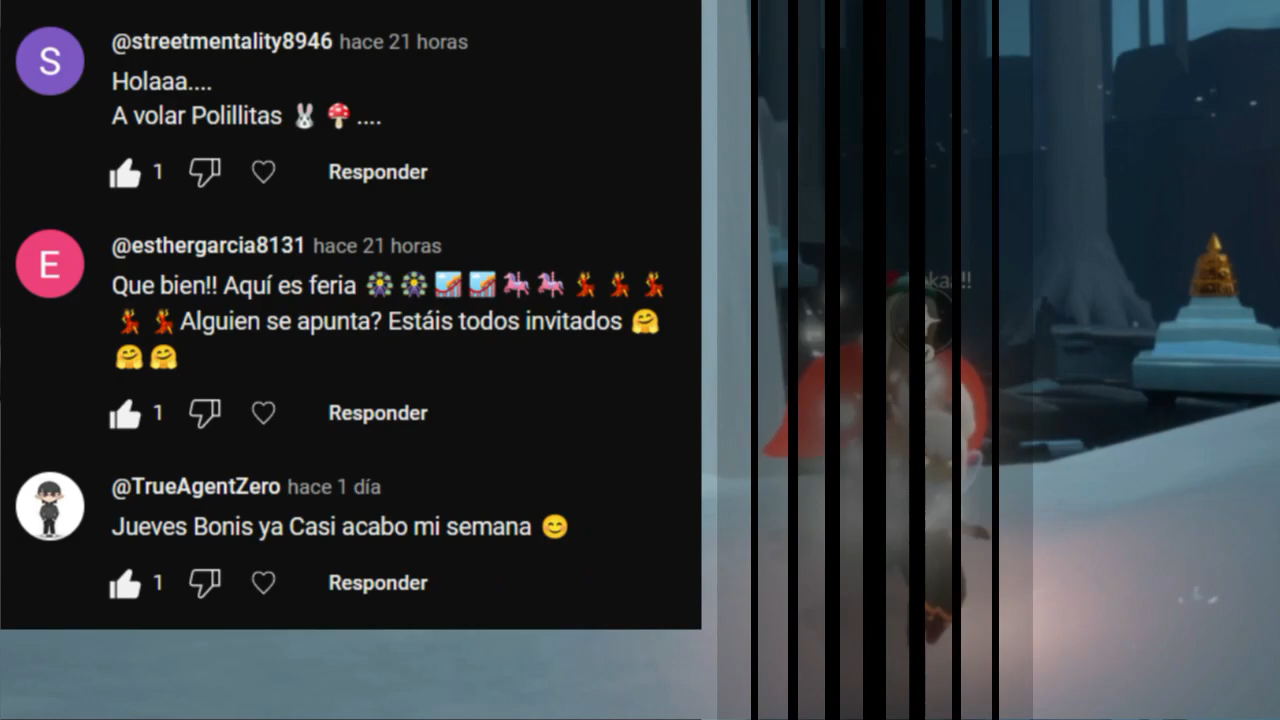 S
@streetmentality8946 hace 21 horas
Holaaa....
A volar Polillitas 🐰 🍄 ....
1
Responder
E
@esthergarcia8131 hace 21 horas
Que bien!! Aquí es feria 🎡 🎡 🎢 🎢 🎠 🎠 💃 💃 💃
💃 💃 Alguien se apunta? Estáis todos invitados 🤗
🤗 🤗
1
Responder
@TrueAgentZero hace 1 día
Jueves Bonis ya Casi acabo mi semana 😊
1
Responder